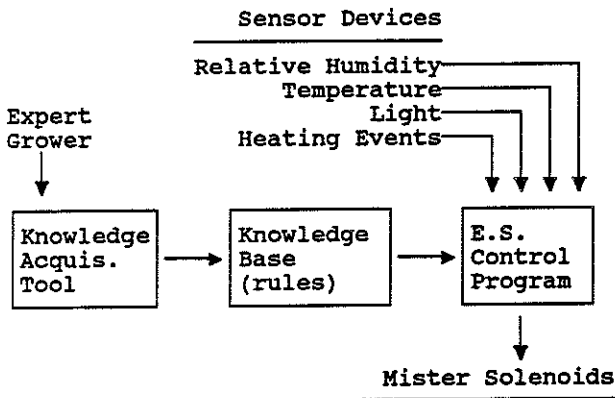 Sensor Devices
Relative Humidity
Temperature
Light
Heating Events
Expert
Grower
Knowledge
Acquis.
Tool
Knowledge
Base
(rules)
E.S.
Control
Program
Mister Solenoids